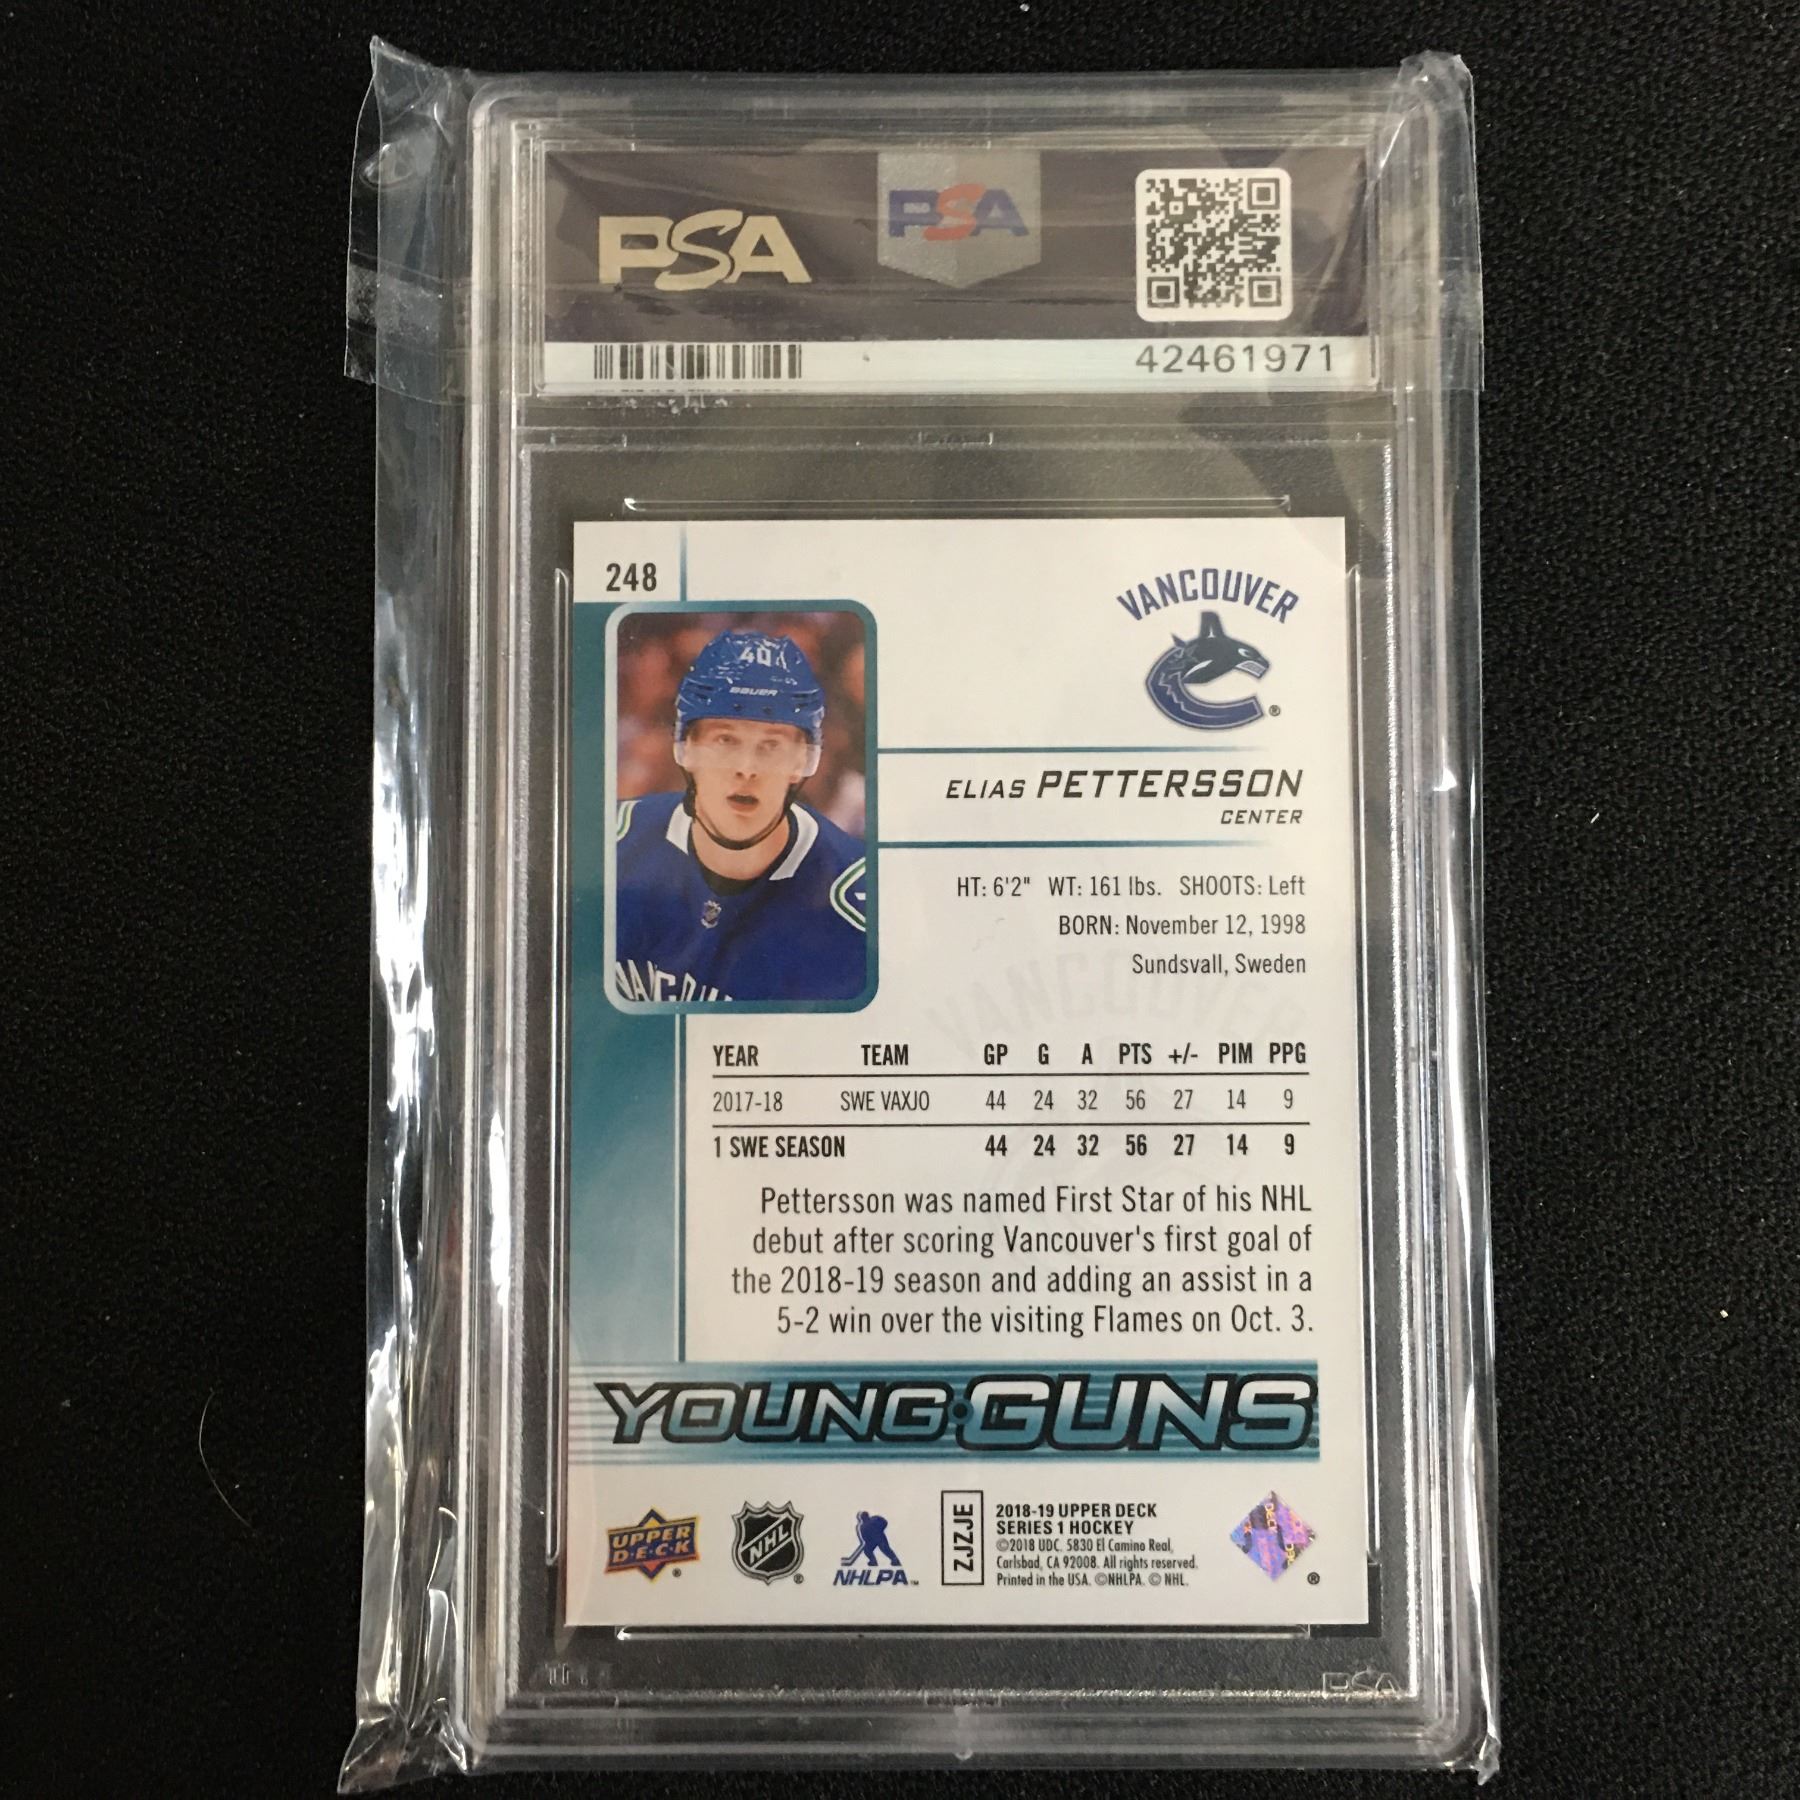 PSA
PSA
42461971
248
VANCOUVER
®
40
BAUER
ELIAS PETTERSSON
CENTER
HT: 6'2" WT: 161 lbs. SHOOTS: Left
BORN: November 12, 1998
Sundsvall, Sweden
VANCOUVER
YEAR TEAM GP G A PTS +/- PIM PPG
2017-18 SWE VAXJO 44 24 32 56 27 14 9
1 SWE SEASON 44 24 32 56 27 14 9
Pettersson was named First Star of his NHL
debut after scoring Vancouver's first goal of
the 2018-19 season and adding an assist in a
5-2 win over the visiting Flames on Oct. 3.
YOUNG GUNS
UPPER
DECK
®
NHL
®
NHLPA™
ZJZJE
2018-19 UPPER DECK
SERIES 1 HOCKEY
©2018 UDC. 5830 El Camino Real,
Carlsbad, CA 92008. All rights reserved.
Printed in the USA. ©NHLPA. © NHL.
®
PSA